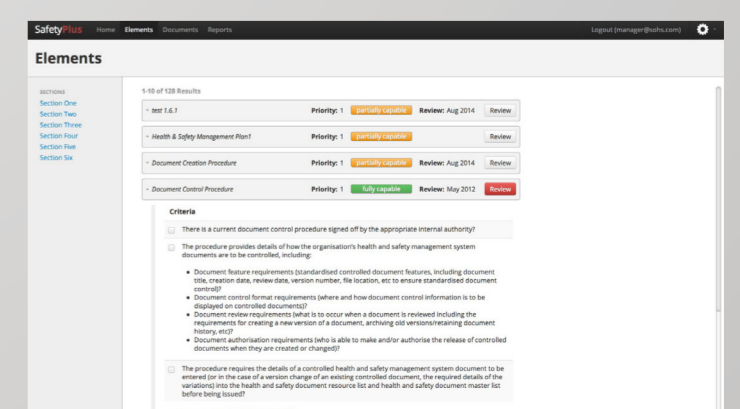 SafetyPlus Home Elements Documents Reports Logout (manager@sohs.com)
Elements
SECTIONS
Section One
Section Two
Section Three
Section Four
Section Five
Section Six
1-10 of 128 Results
test 1.6.1 Priority: 1 partially capable Review: Aug 2014 Review
Health & Safety Management Plan1 Priority: 1 partially capable Review
Document Creation Procedure Priority: 1 partially capable Review: Aug 2014 Review
Document Control Procedure Priority: 1 fully capable Review: May 2012 Review
Criteria
There is a current document control procedure signed off by the appropriate internal authority?
The procedure provides details of how the organisation's health and safety management system
documents are to be controlled, including:
• Document feature requirements (standardised controlled document features, including document
title, creation date, review date, version number, file location, etc to ensure standardised document
control)?
• Document control format requirements (where and how document control information is to be
displayed on controlled documents)?
• Document review requirements (what is to occur when a document is reviewed including the
requirements for creating a new version of a document, archiving old versions/retaining document
history, etc)?
• Document authorisation requirements (who is able to make and/or authorise the release of controlled
documents when they are created or changed)?
The procedure requires the details of a controlled health and safety management system document to be
entered (or in the case of a version change of an existing controlled document, the required details of the
variations) into the health and safety document resource list and health and safety document master list
before being issued?